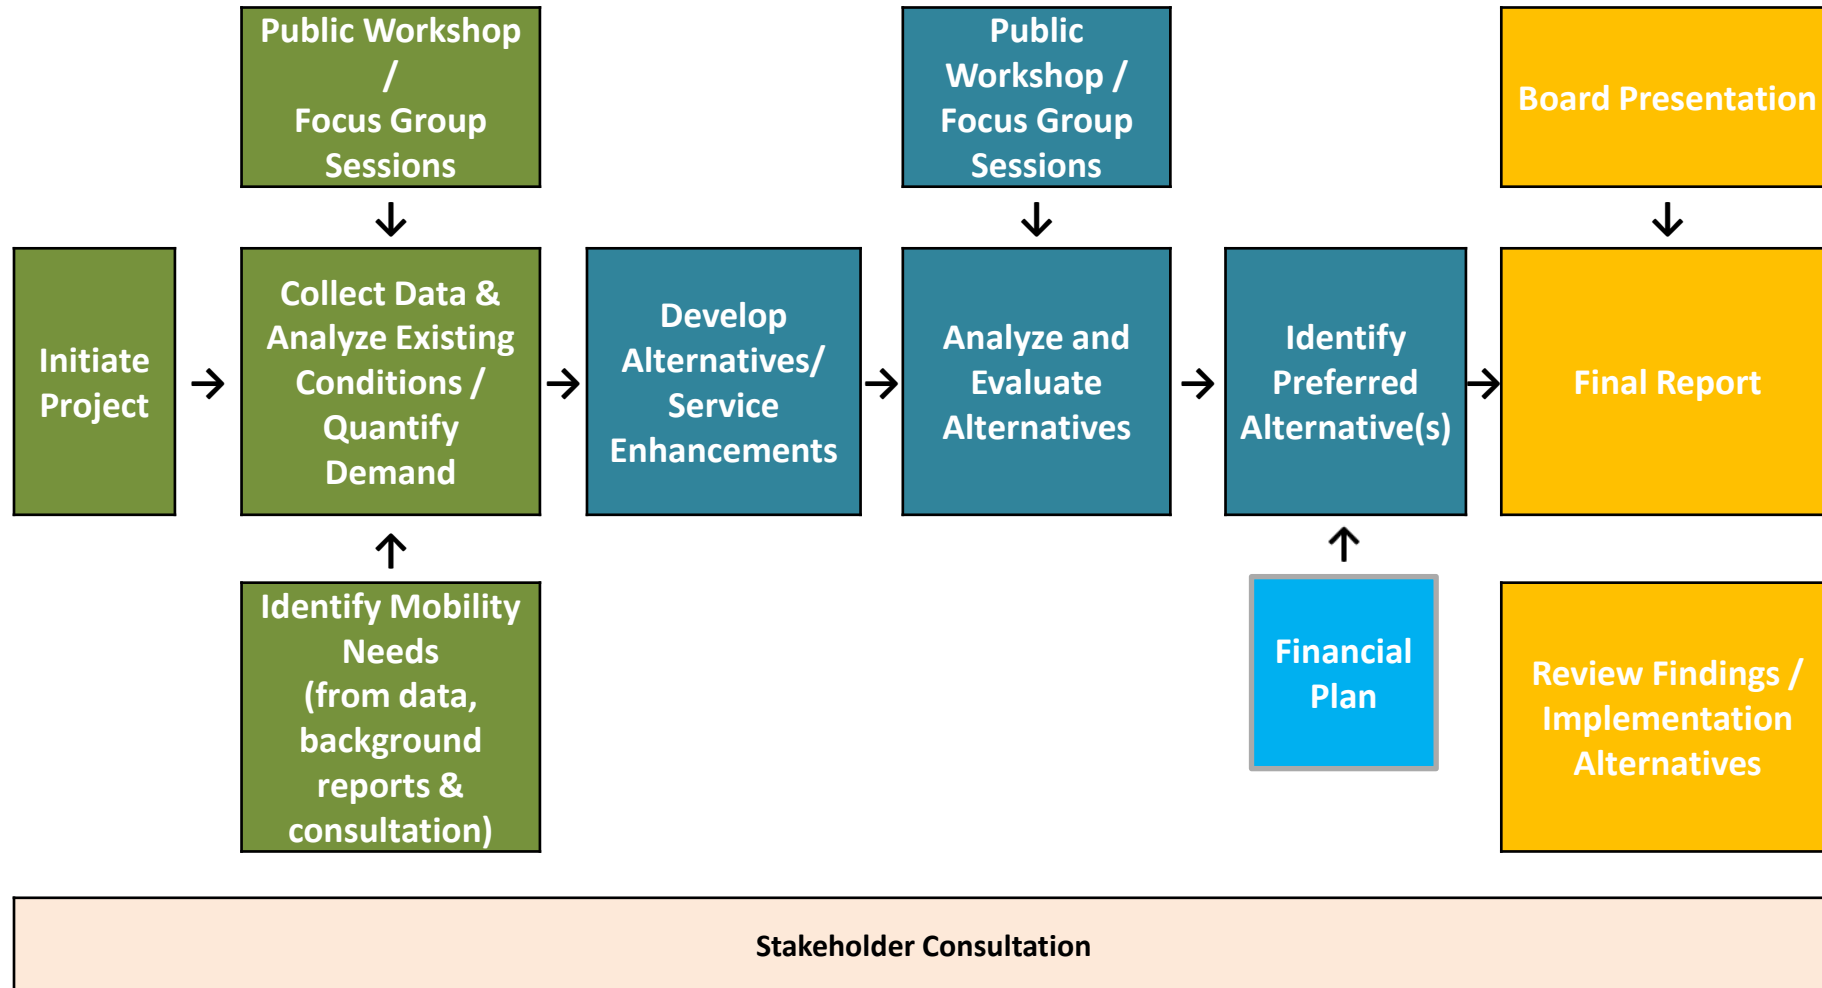 Public Workshop
/
Focus Group
Sessions
Public
Workshop /
Focus Group
Sessions
Board Presentation
Initiate
Project
Collect Data &
Analyze Existing
Conditions /
Quantify
Demand
Develop
Alternatives/
Service
Enhancements
Analyze and
Evaluate
Alternatives
Identify
Preferred
Alternative(s)
Final Report
Identify Mobility
Needs
(from data,
background
reports &
consultation)
Financial
Plan
Review Findings /
Implementation
Alternatives
Stakeholder Consultation